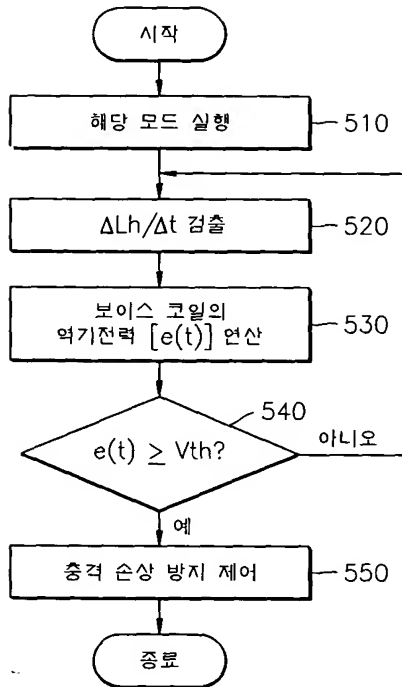 시작
해당 모드 실행
510
ΔLh/Δt 검출
520
보이스 코일의
역기전력 [e(t)] 연산
530
540
e(t) ≥ Vth?
아니오
예
충격 손상 방지 제어
550
종료